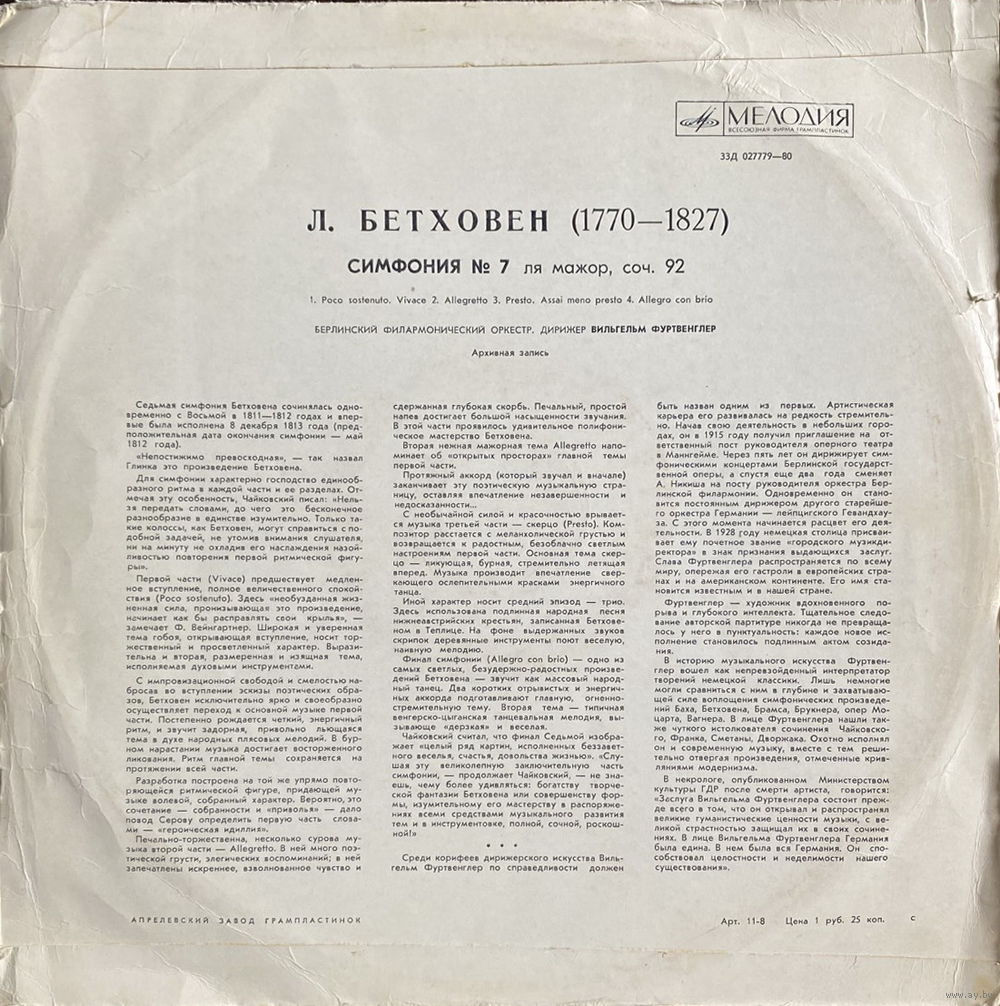 МЕЛОДИЯ
ВСЕСОЮЗНАЯ ФИРМА ГРАМПЛАСТИНОК
33Д 027779—80
Л. БЕТХОВЕН (1770—1827)
СИМФОНИЯ № 7 ля мажор, соч. 92
1. Poco sostenuto. Vivace 2. Allegretto 3. Presto. Assai meno presto 4. Allegro con brio
БЕРЛИНСКИЙ ФИЛАРМОНИЧЕСКИЙ ОРКЕСТР. ДИРИЖЕР ВИЛЬГЕЛЬМ ФУРТВЕНГЛЕР
Архивная запись
Седьмая симфония Бетховена сочинялась одно-
временно с Восьмой в 1811—1812 годах и впер-
вые была исполнена 8 декабря 1813 года (пред-
положительная дата окончания симфонии — май
1812 года).
«Непостижимо превосходная», — так назвал
Глинка это произведение Бетховена.
Для симфонии характерно господство единооб-
разного ритма в каждой части и ее разделах. От-
мечая эту особенность, Чайковский писал: «Нель-
зя передать словами, до чего это бесконечное
разнообразие в единстве изумительно. Только та-
кие колоссы, как Бетховен, могут справиться с по-
добной задачей, не утомив внимания слушателя,
ни на минуту не охладив его наслаждения назой-
ливостью повторения первой ритмической фигу-
ры».
Первой части (Vivace) предшествует медлен-
ное вступление, полное величественного спокой-
ствия (Poco sostenuto). Здесь «необузданная жиз-
ненная сила, пронизывающая это произведение,
начинает как бы расправлять свои крылья», —
замечает Ф. Вейнгартнер. Широкая и уверенная
тема гобоя, открывающая вступление, носит тор-
жественный и просветленный характер. Вырази-
тельна и вторая, размеренная и изящная тема,
исполняемая духовыми инструментами.
С импровизационной свободой и смелостью на-
бросав во вступлении эскизы поэтических обра-
зов, Бетховен исключительно ярко и своеобразно
осуществляет переход к основной музыке первой
части. Постепенно рождается четкий, энергичный
ритм, и звучит задорная, привольно льющаяся
тема в духе народных плясовых мелодий. В бур-
ном нарастании музыка достигает восторженного
ликования. Ритм главной темы сохраняется на
протяжении всей части.
Разработка построена на той же упрямо повто-
ряющейся ритмической фигуре, придающей му-
зыке волевой, собранный характер. Вероятно, это
сочетание — собранности и «приволья» — дало
повод Серову определить первую часть слова-
ми — «героическая идиллия».
Печально-торжественна, несколько сурова му-
зыка второй части — Allegretto. В ней много поэ-
тической грусти, элегических воспоминаний; в ней
запечатлены искреннее, взволнованное чувство и
сдержанная глубокая скорбь. Печальный, простой
напев достигает большой насыщенности звучания.
В этой части проявилось удивительное полифони-
ческое мастерство Бетховена.
Вторая нежная мажорная тема Allegretto напо-
минает об «открытых просторах» главной темы
первой части.
Протяжный аккорд (который звучал и вначале)
заканчивает эту поэтическую музыкальную стра-
ницу, оставляя впечатление незавершенности и
недосказанности...
С необычайной силой и красочностью врывает-
ся музыка третьей части — скерцо (Presto). Ком-
позитор расстается с меланхолической грустью и
возвращается к радостным, безоблачно светлым
настроениям первой части. Основная тема скер-
цо — ликующая, бурная, стремительно летящая
вперед. Музыка производит впечатление свер-
кающего ослепительными красками энергичного
танца.
Иной характер носит средний эпизод — трио.
Здесь использована подлинная народная песня
нижнеавстрийских крестьян, записанная Бетхове-
ном в Теплице. На фоне выдержанных звуков
скрипок деревянные инструменты поют веселую,
наивную мелодию.
Финал симфонии (Allegro con brio) — одно из
самых светлых, безудержно-радостных произве-
дений Бетховена — звучит как массовый народ-
ный танец. Два коротких отрывистых и энергич-
ных аккорда подготавливают главную, огненно-
стремительную тему. Вторая тема — типичная
венгерско-цыганская танцевальная мелодия, вы-
зывающе «дерзкая» и веселая.
Чайковский считал, что финал Седьмой изобра-
жает «целый ряд картин, исполненных беззавет-
ного веселья, счастья, довольства жизнью». «Слу-
шая эту великолепную заключительную часть
симфонии, — продолжает Чайковский, — не зна-
ешь, чему более удивляться: богатству творчес-
кой фантазии Бетховена или совершенству фор-
мы, изумительному его мастерству в распоряже-
ниях всеми средствами музыкального развития
тем и в инструментовке, полной, сочной, роскош-
ной!»
• • •
Среди корифеев дирижерского искусства Виль-
гельм Фуртвенглер по справедливости должен
быть назван одним из первых. Артистическая
карьера его развивалась на редкость стремитель-
но. Начав свою деятельность в небольших горо-
дах, он в 1915 году получил приглашение на от-
ветственный пост руководителя оперного театра
в Маннгейме. Через пять лет он дирижирует сим-
фоническими концертами Берлинской государст-
венной оперы, а спустя еще два года сменяет
А. Никиша на посту руководителя оркестра Бер-
линской филармонии. Одновременно он стано-
вится постоянным дирижером другого старейше-
го оркестра Германии — лейпцигского Гевандхау-
за. С этого момента начинается расцвет его дея-
тельности. В 1928 году немецкая столица присваи-
вает ему почетное звание «городского музикди-
ректора» в знак признания выдающихся заслуг.
Слава Фуртвенглера распространяется по всему
миру, опережая его гастроли в европейских стра-
нах и на американском континенте. Его имя ста-
новится известным и в нашей стране.
Фуртвенглер — художник вдохновенного по-
рыва и глубокого интеллекта. Тщательное следо-
вание авторской партитуре никогда не превраща-
лось у него в пунктуальность: каждое новое ис-
полнение становилось подлинным актом созида-
ния.
В историю музыкального искусства Фуртвен-
глер вошел как непревзойденный интерпретатор
творений немецкой классики. Лишь немногие
могли сравниться с ним в глубине и захватываю-
щей силе воплощения симфонических произведе-
ний Баха, Бетховена, Брамса, Брукнера, опер Мо-
царта, Вагнера. В лице Фуртвенглера нашли так-
же чуткого истолкователя сочинения Чайковско-
го, Франка, Сметаны, Дворжака. Охотно исполнял
он и современную музыку, вместе с тем реши-
тельно отвергая произведения, отмеченные крив-
ляниями модернизма.
В некрологе, опубликованном Министерством
культуры ГДР после смерти артиста, говорится:
«Заслуга Вильгельма Фуртвенглера состоит преж-
де всего в том, что он открывал и распространял
великие гуманистические ценности музыки, с ве-
ликой страстностью защищал их в своих сочине-
ниях. В лице Вильгельма Фуртвенглера Германия
была едина. В нем была вся Германия. Он спо-
собствовал целостности и неделимости нашего
существования».
АПРЕЛЕВСКИЙ ЗАВОД ГРАМПЛАСТИНОК
Арт. 11-8 Цена 1 руб. 25 коп. С
www.ay.by